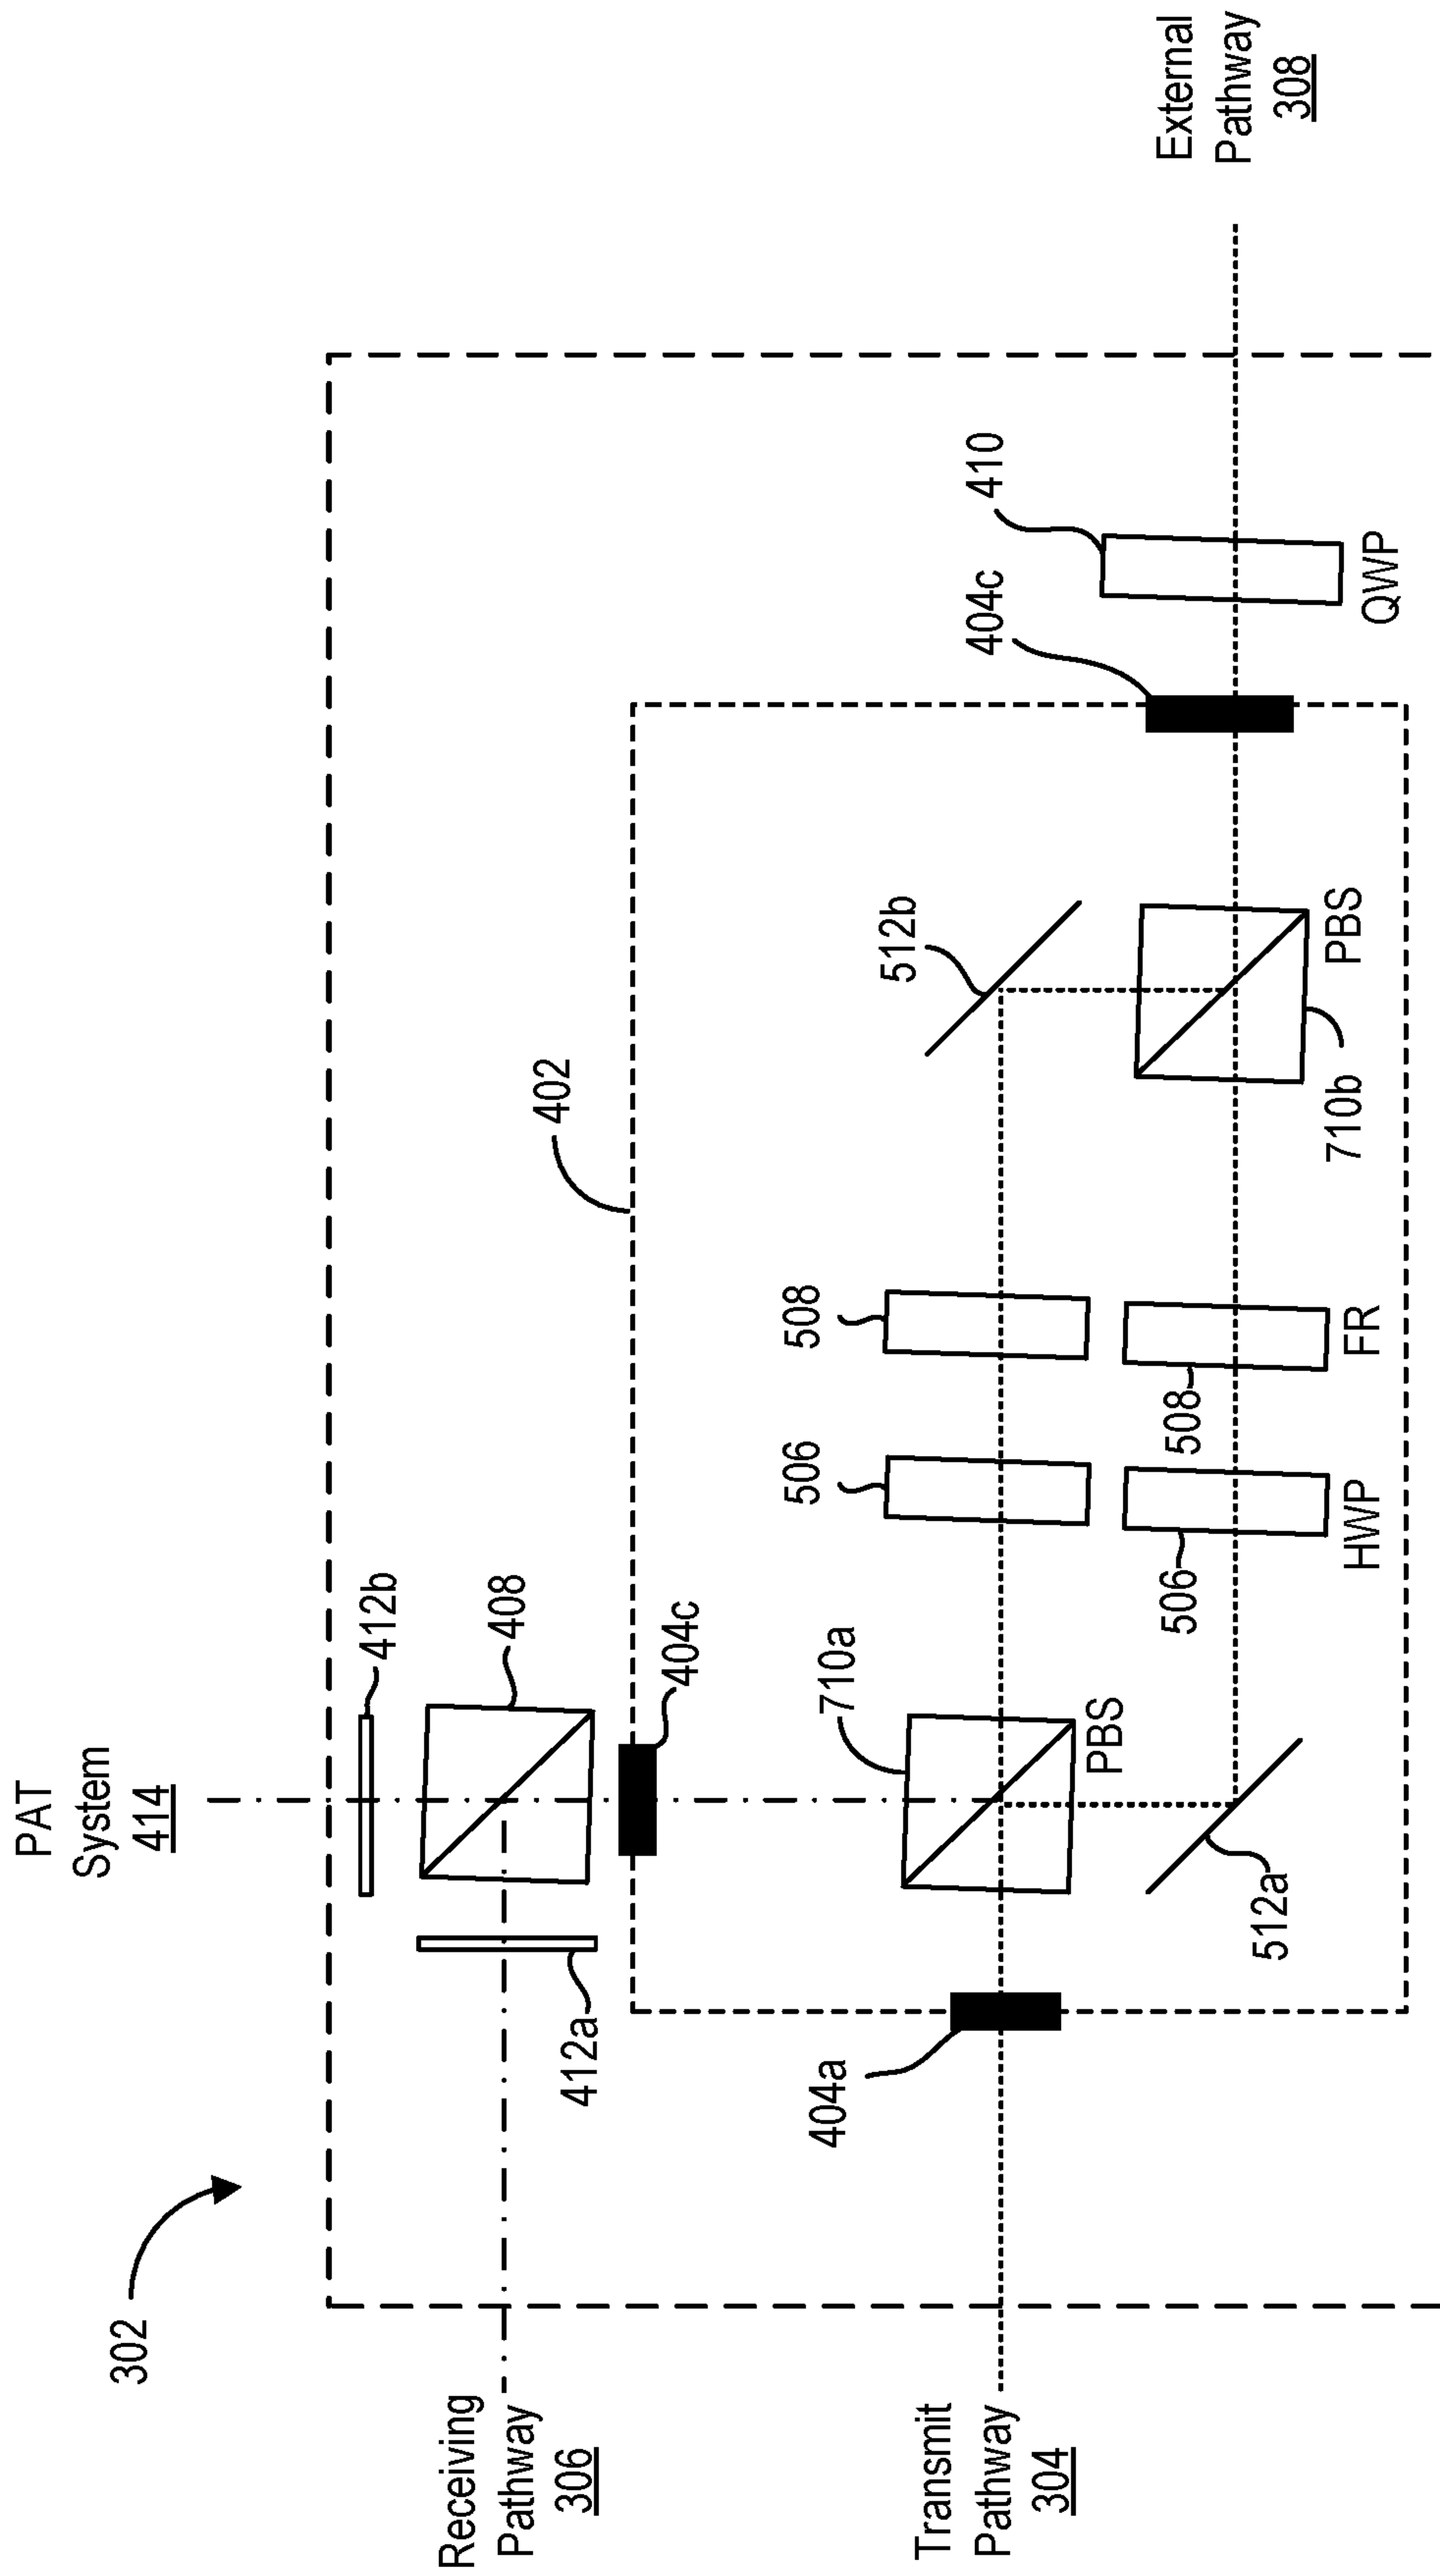 302
PAT
System
414
412b
408
404c
412a
Receiving
Pathway
306
402
404a
Transmit
Pathway
304
710a
PBS
512a
506
508
506
HWP
508
FR
512b
710b
PBS
404c
410
QWP
External
Pathway
308